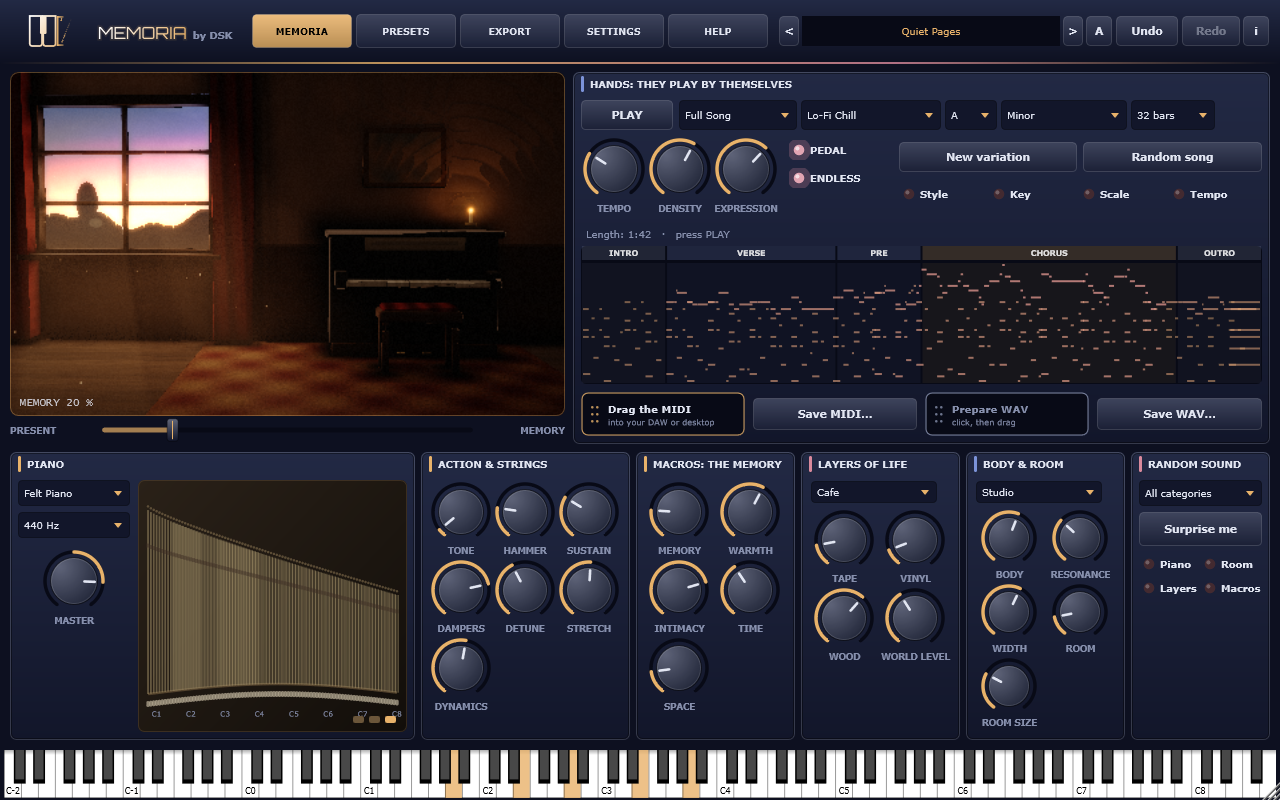 MEMORIA by DSK
MEMORIA
PRESETS
EXPORT
SETTINGS
HELP
<
Quiet Pages
>
A
Undo
Redo
i
MEMORY 20 %
PRESENT
MEMORY
HANDS: THEY PLAY BY THEMSELVES
PLAY
Full Song
Lo-Fi Chill
A
Minor
32 bars
TEMPO
DENSITY
EXPRESSION
PEDAL
ENDLESS
New variation
Random song
Style
Key
Scale
Tempo
Length: 1:42 · press PLAY
INTRO
VERSE
PRE
CHORUS
OUTRO
Drag the MIDI
into your DAW or desktop
Save MIDI...
Prepare WAV
click, then drag
Save WAV...
PIANO
Felt Piano
440 Hz
MASTER
C1 C2 C3 C4 C5 C6 C7 C8
ACTION & STRINGS
TONE
HAMMER
SUSTAIN
DAMPERS
DETUNE
STRETCH
DYNAMICS
MACROS: THE MEMORY
MEMORY
WARMTH
INTIMACY
TIME
SPACE
LAYERS OF LIFE
Cafe
TAPE
VINYL
WOOD
WORLD LEVEL
BODY & ROOM
Studio
BODY
RESONANCE
WIDTH
ROOM
ROOM SIZE
RANDOM SOUND
All categories
Surprise me
Piano
Room
Layers
Macros
C-2 C-1 C0 C1 C2 C3 C4 C5 C6 C7 C8